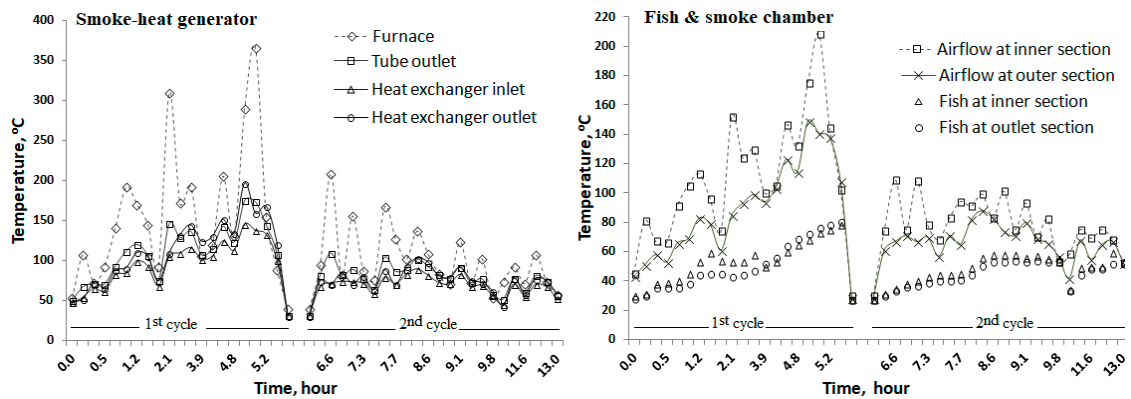 Smoke-heat generator
Temperature, ºC
400
350
300
250
200
150
100
50
0
Furnace
Tube outlet
Heat exchanger inlet
Heat exchanger outlet
1st cycle
2nd cycle
0.0
0.5
1.2
2.1
3.9
4.8
5.2
6.6
7.3
7.7
8.6
9.1
9.8
11.6
13.0
Time, hour
Fish & smoke chamber
Temperature, ºC
220
200
180
160
140
120
100
80
60
40
20
0
Airflow at inner section
Airflow at outer section
Fish at inner section
Fish at outlet section
1st cycle
2nd cycle
0.0
0.5
1.2
2.1
3.9
4.8
5.2
6.6
7.3
7.7
8.6
9.1
9.8
11.6
13.0
Time, hour